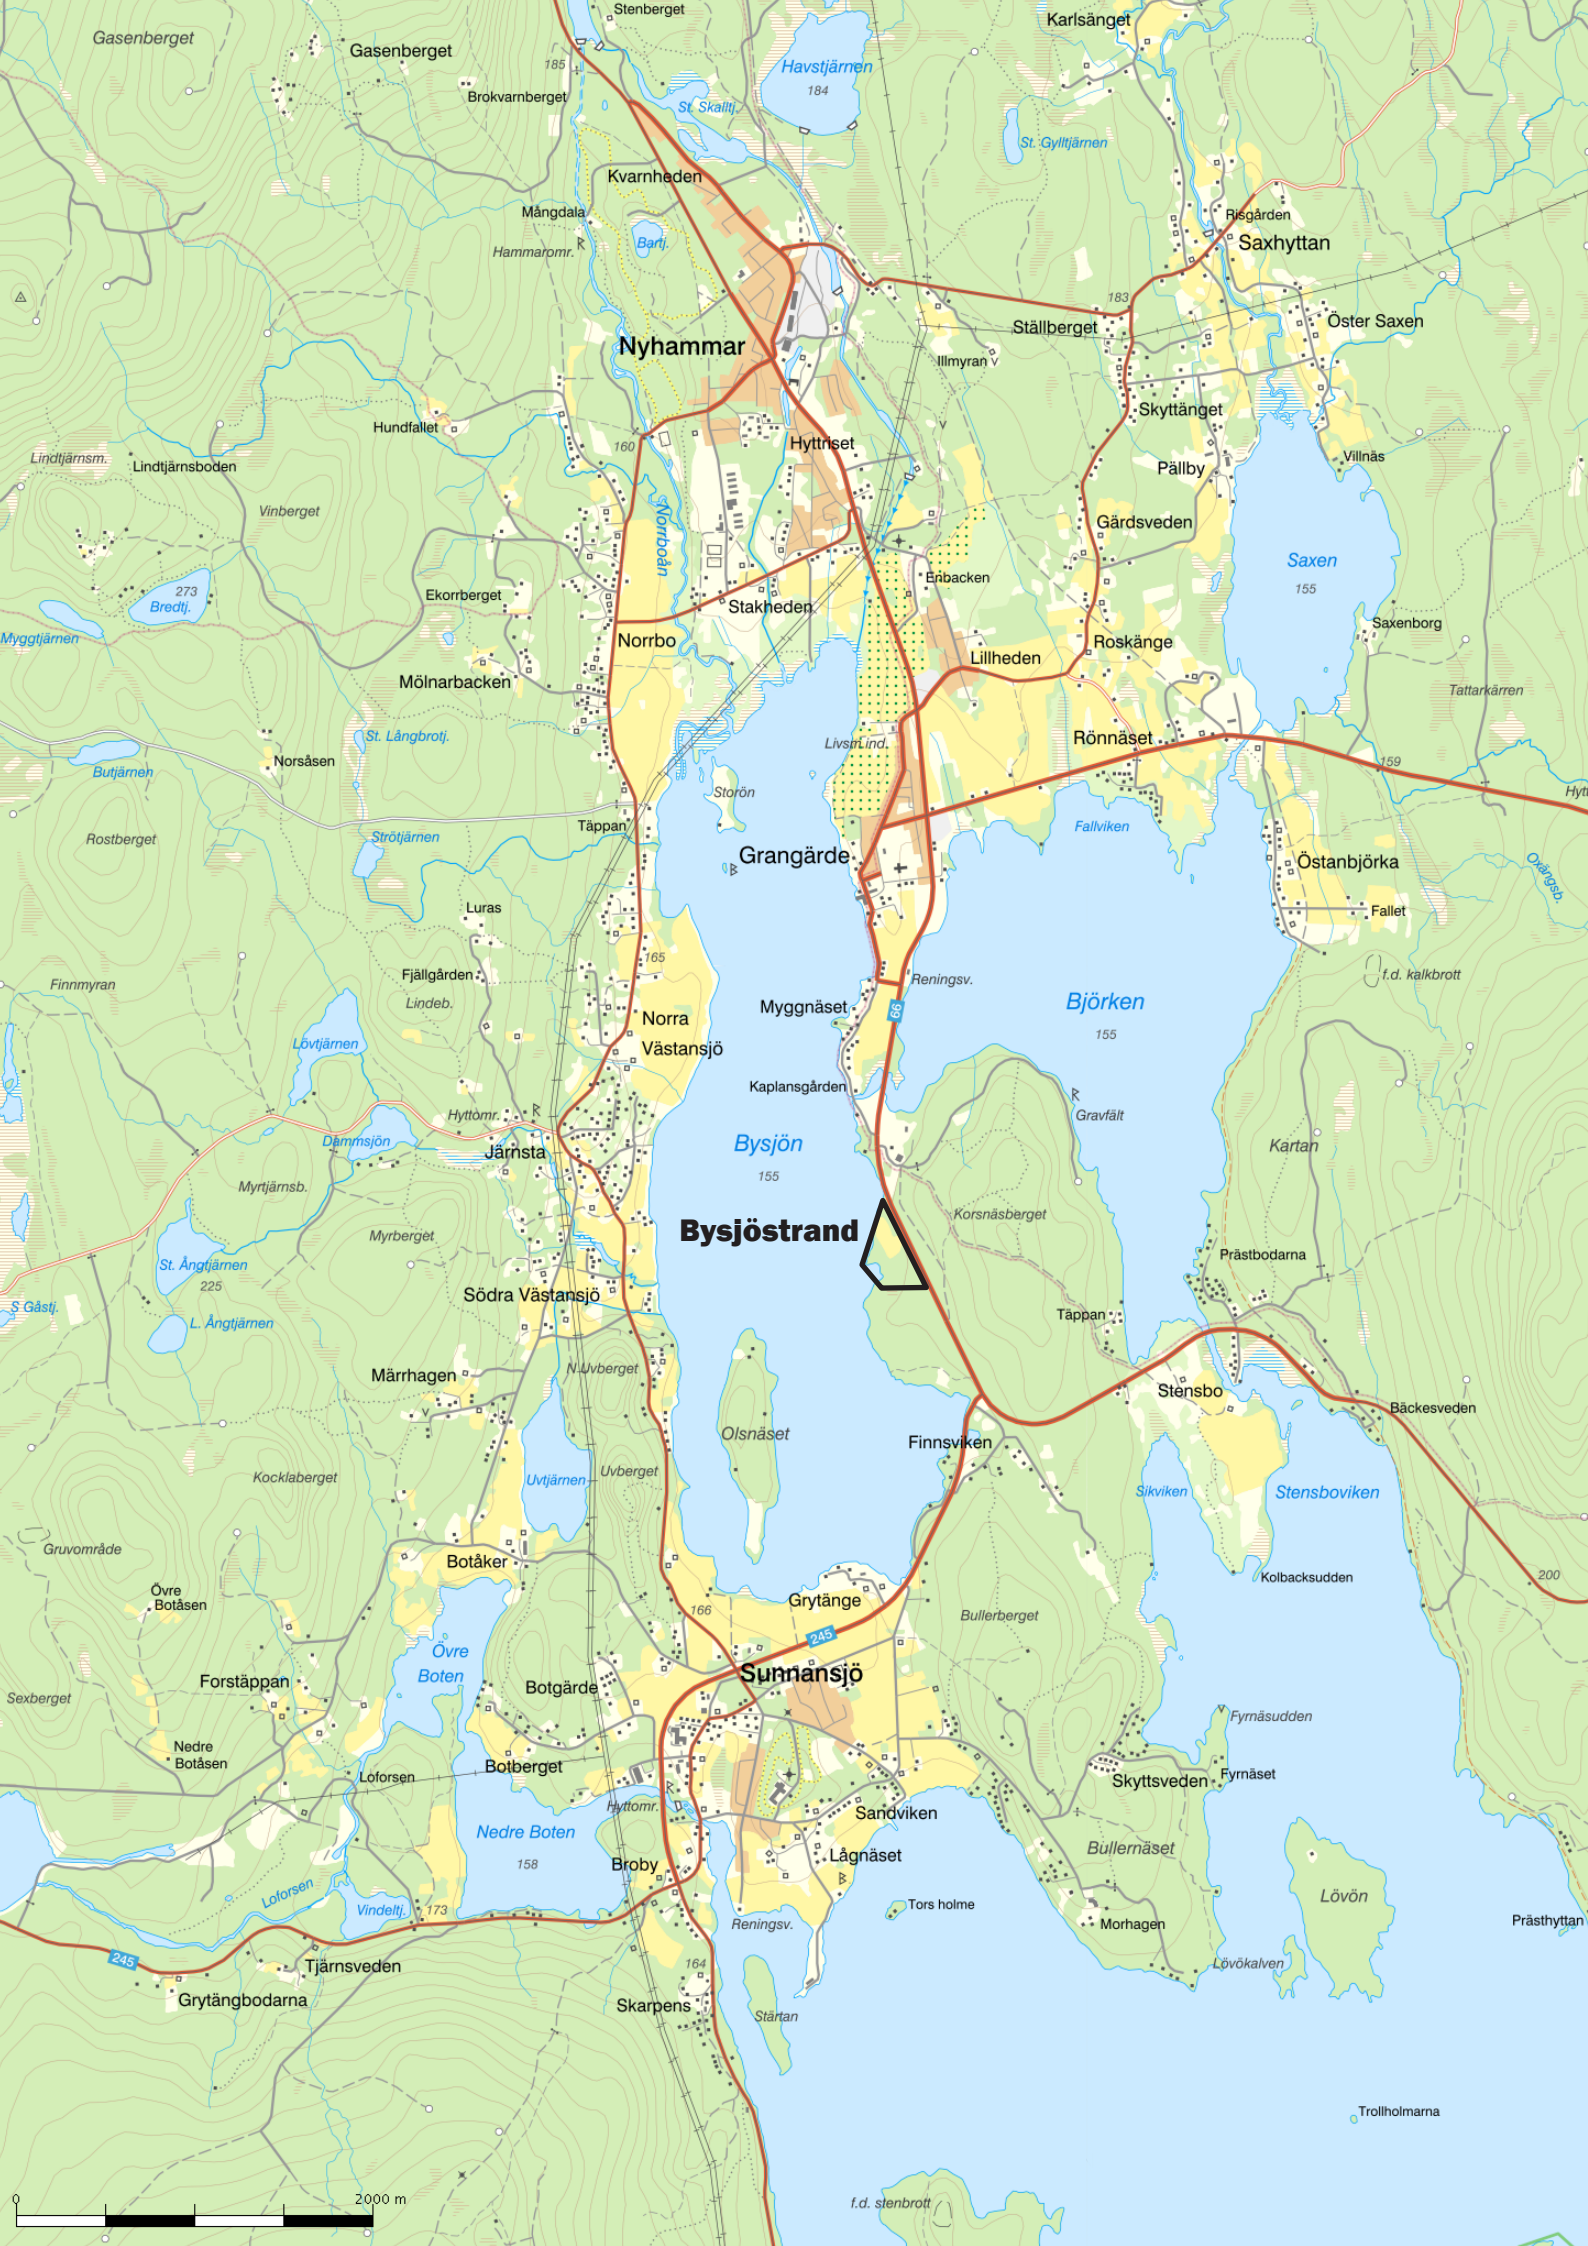 Stenberget
Karlsänget
Gasenberget
Gasenberget
185
Havstjärnen
184
Brokvarnberget
St. Skalltj.
St. Gylltjärnen
Kvarnheden
Mångdala
Bartj.
Hammaromr.
Risgården
Saxhyttan
183
Ställberget
Öster Saxen
Nyhammar
Illmyran
Skyttänget
Hundfallet
160
Hyttriset
Lindtjärnsm.
Lindtjärnsboden
Pällby
Villnäs
Vinberget
Norrboån
Gärdsveden
Saxen
155
273
Bredtj.
Enbacken
Ekorrberget
Stakheden
Myggtjärnen
Norrbo
Saxenborg
Roskänge
Lillheden
Mölnarbacken
Tattarkärren
St. Långbrotj.
Livsm.ind.
Rönnäset
Norsåsen
159
Butjärnen
Storön
Hytt
Täppan
Fallviken
Rostberget
Strötjärnen
Grangärde
Östanbjörka
Oxängsb.
Luras
Fallet
165
Fjällgården
f.d. kalkbrott
Finnmyran
Lindeb.
Reningsv.
Myggnäset
66
Björken
155
Norra
Västansjö
Lövtjärnen
Kaplansgården
Hyttomr.
Gravfält
Dammsjön
Bysjön
155
Kartan
Järnsta
Myrtjärnsb.
Korsnäsberget
Bysjöstrand
Myrberget
Prästbodarna
St. Ångtjärnen
225
S Gåstj.
Södra Västansjö
L. Ångtjärnen
Täppan
N.Uvberget
Märrhagen
Stensbo
Bäckesveden
Olsnäset
Finnsviken
Uvberget
Kocklaberget
Uvtjärnen
Sikviken
Stensboviken
Gruvområde
Botåker
Kolbacksudden
200
Övre
Botåsen
Grytänge
166
Bullerberget
245
Övre
Boten
Sunnansjö
Forstäppan
Botgärde
Sexberget
Fyrnäsudden
Nedre
Botåsen
Botberget
Loforsen
Skyttsveden
Fyrnäset
Hyttomr.
Sandviken
Nedre Boten
158
Bullernäset
Lågnäset
Broby
Loforsen
Lövön
Vindeltj.
173
Tors holme
Reningsv.
Morhagen
Prästhyttan
245
Tjärnsveden
164
Lövökalven
Grytängbodarna
Skarpens
Stärtan
Trollholmarna
0
2000 m
f.d. stenbrott